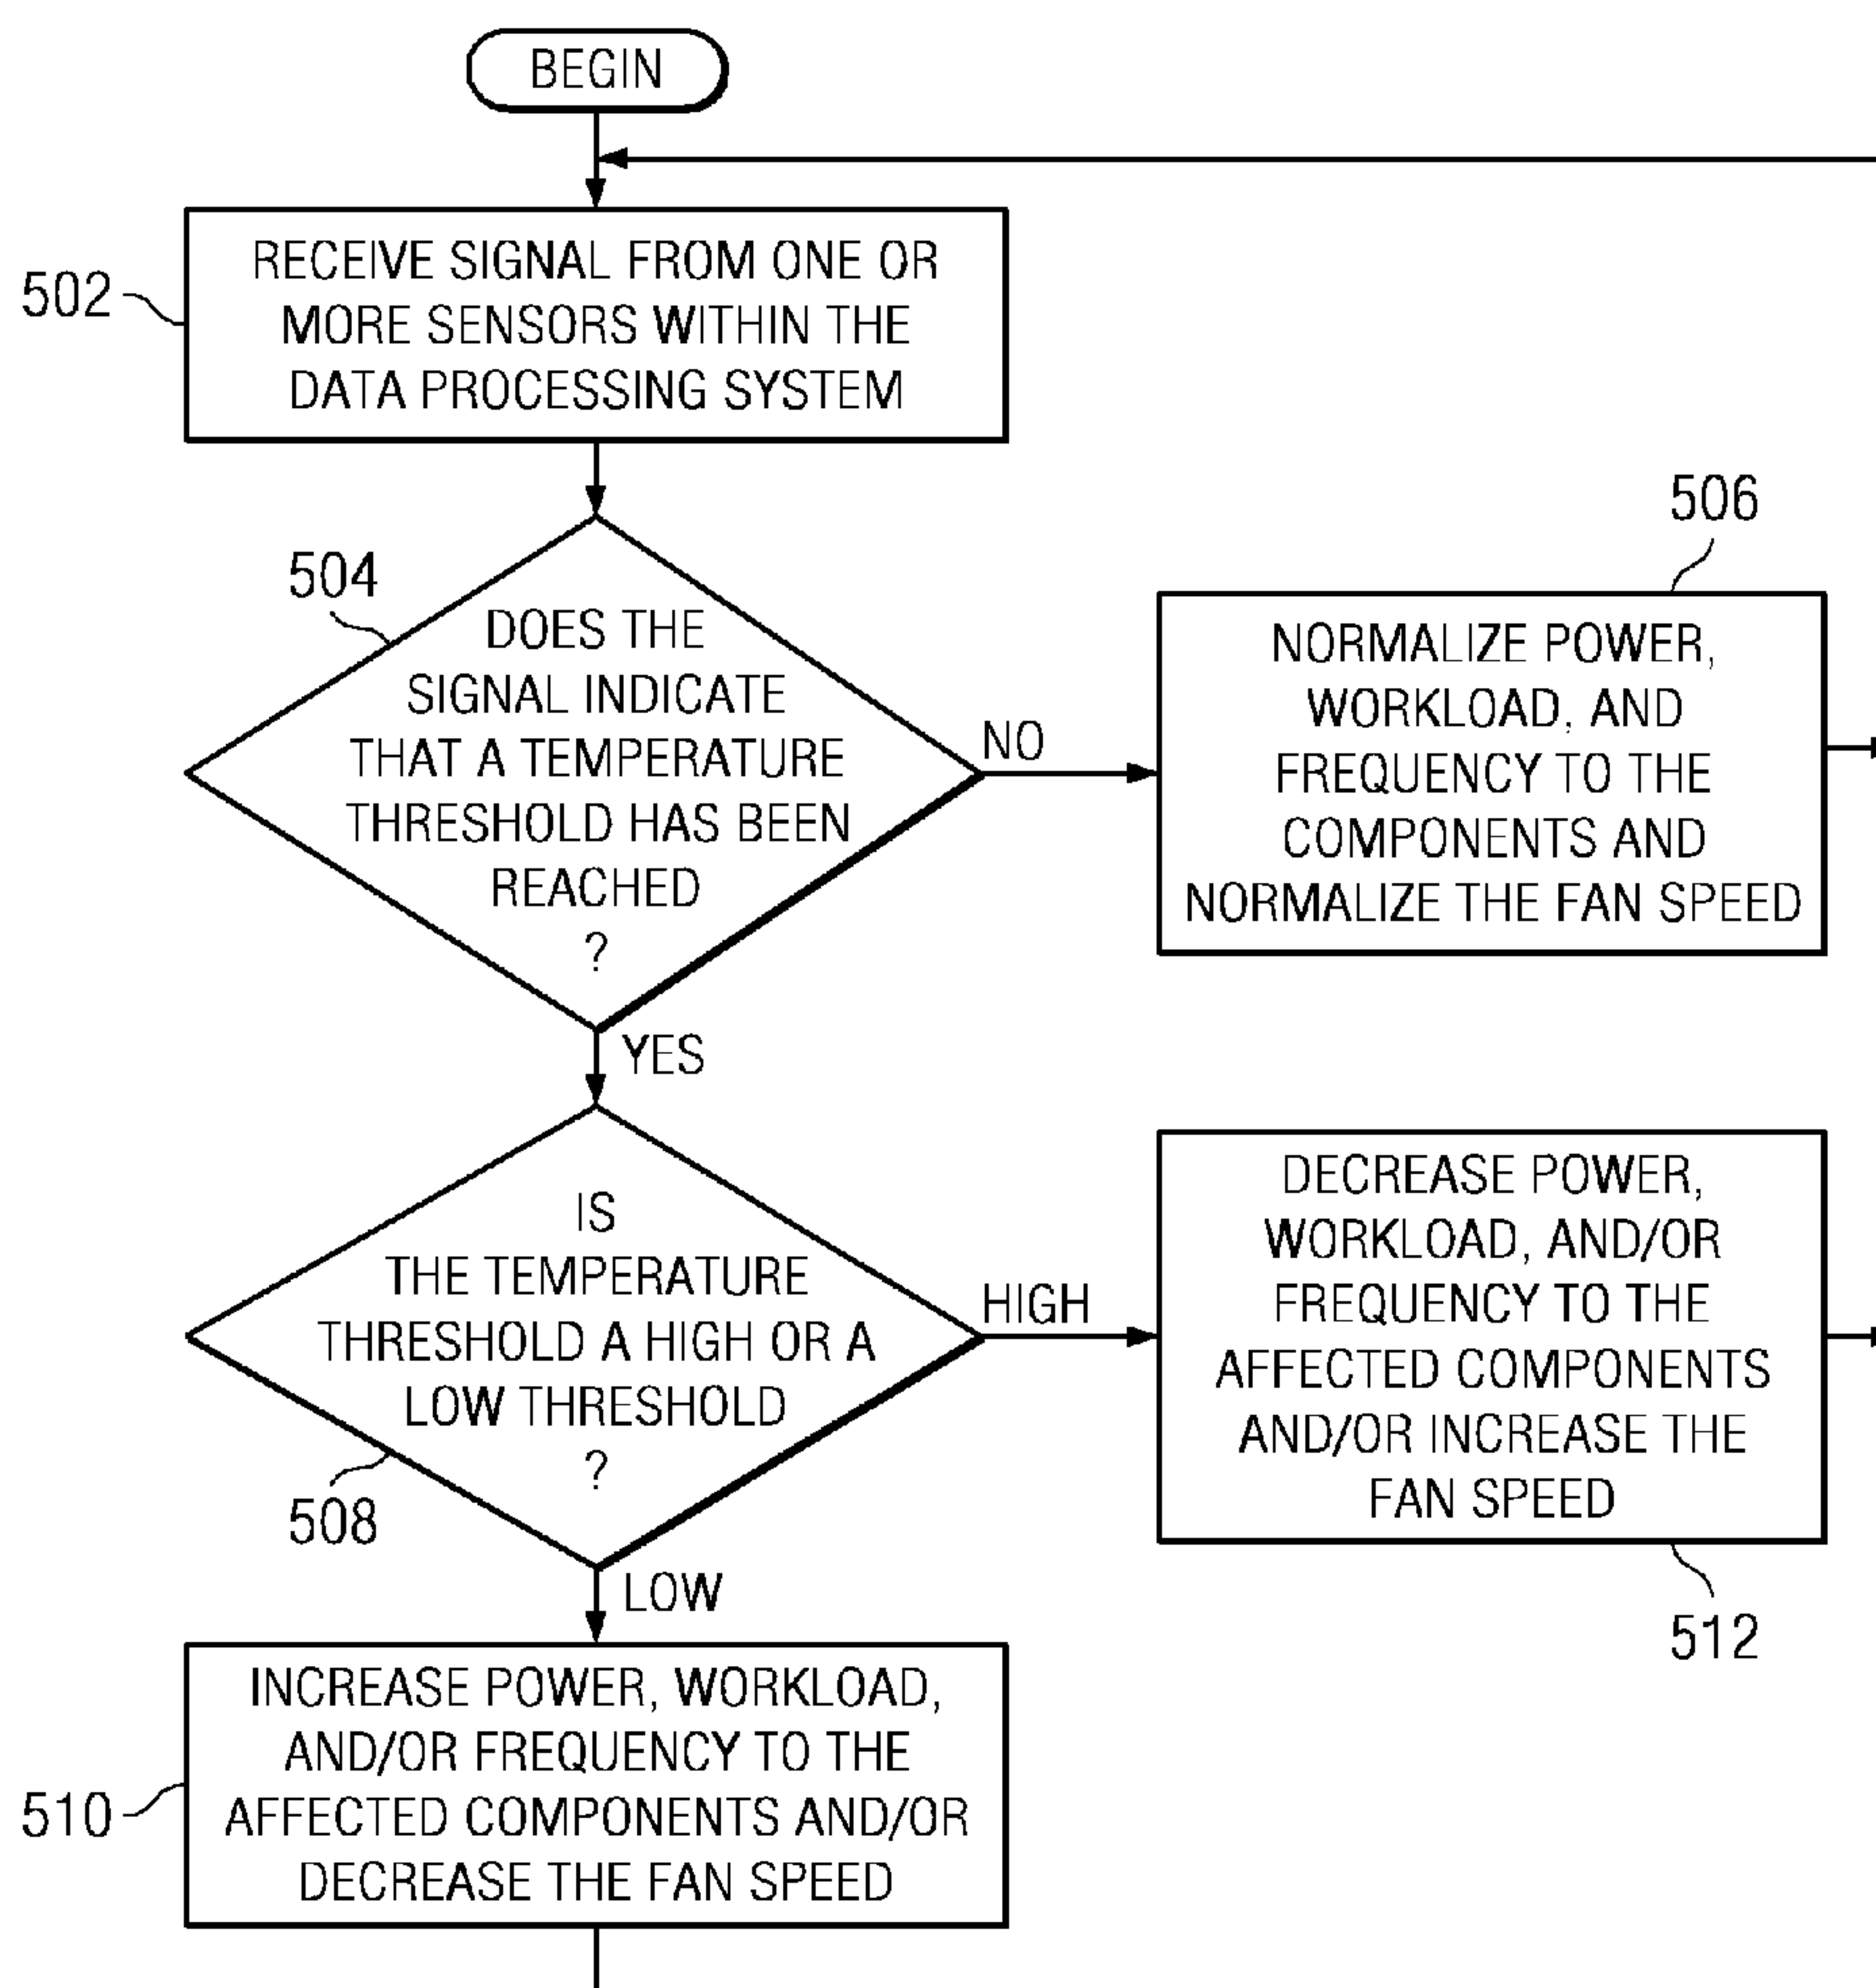 BEGIN
502
RECEIVE SIGNAL FROM ONE OR
MORE SENSORS WITHIN THE
DATA PROCESSING SYSTEM
504
DOES THE
SIGNAL INDICATE
THAT A TEMPERATURE
THRESHOLD HAS BEEN
REACHED
?
NO
506
NORMALIZE POWER,
WORKLOAD, AND
FREQUENCY TO THE
COMPONENTS AND
NORMALIZE THE FAN SPEED
YES
IS
THE TEMPERATURE
THRESHOLD A HIGH OR A
LOW THRESHOLD
?
508
HIGH
DECREASE POWER,
WORKLOAD, AND/OR
FREQUENCY TO THE
AFFECTED COMPONENTS
AND/OR INCREASE THE
FAN SPEED
512
LOW
510
INCREASE POWER, WORKLOAD,
AND/OR FREQUENCY TO THE
AFFECTED COMPONENTS AND/OR
DECREASE THE FAN SPEED